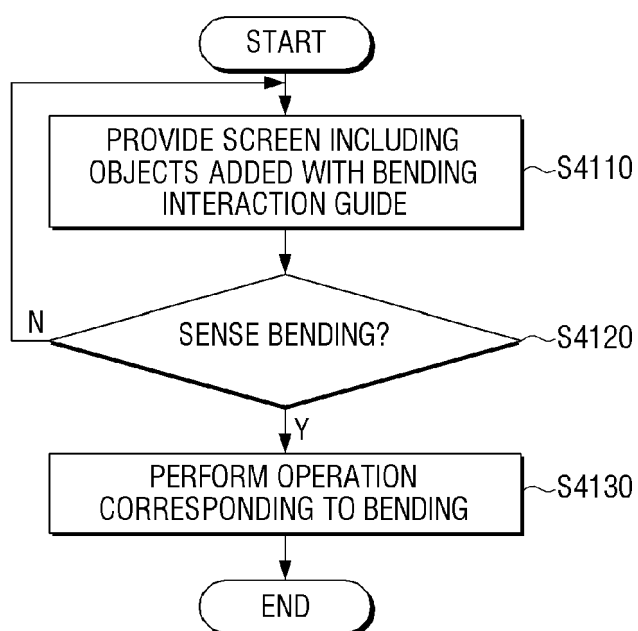 START
PROVIDE SCREEN INCLUDING
OBJECTS ADDED WITH BENDING
INTERACTION GUIDE
S4110
N
SENSE BENDING?
S4120
Y
PERFORM OPERATION
CORRESPONDING TO BENDING
S4130
END